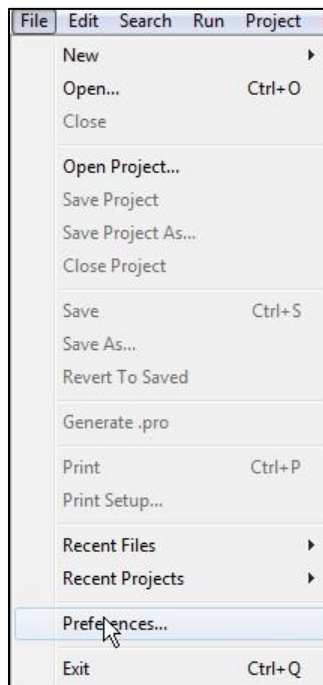 File Edit Search Run Project
New
Open... Ctrl+O
Close
Open Project...
Save Project
Save Project As...
Close Project
Save Ctrl+S
Save As...
Revert To Saved
Generate .pro
Print Ctrl+P
Print Setup...
Recent Files
Recent Projects
Preferences...
Exit Ctrl+Q